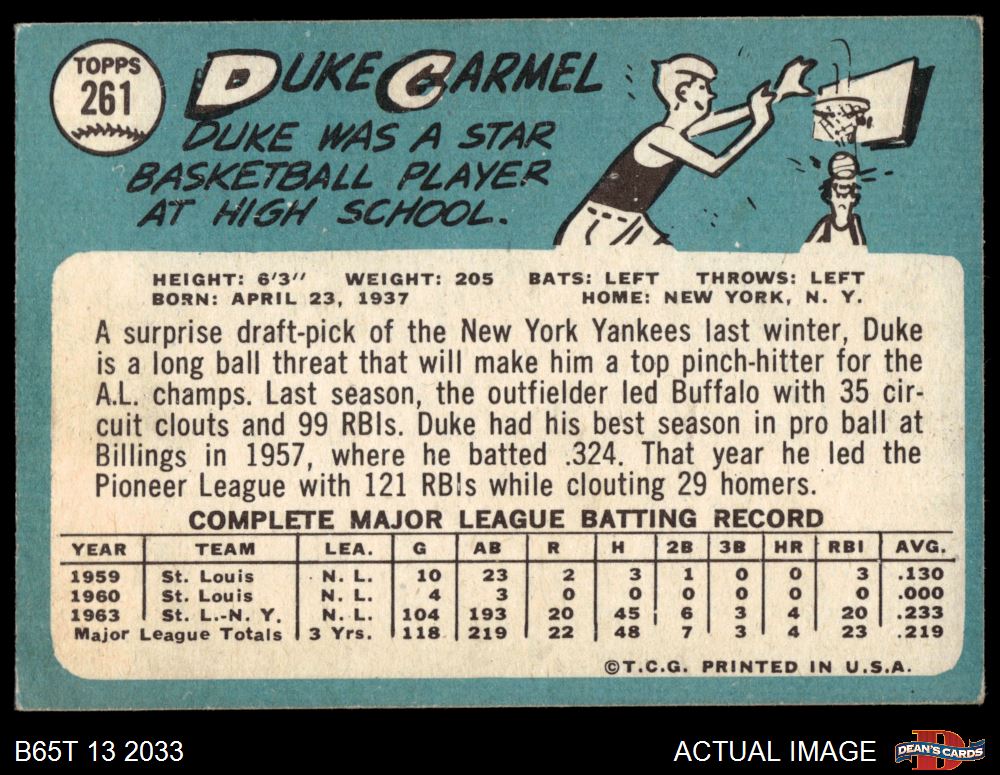 TOPPS
261
DUKE CARMEL
DUKE WAS A STAR
BASKETBALL PLAYER
AT HIGH SCHOOL.
HEIGHT: 6'3" WEIGHT: 205 BATS: LEFT THROWS: LEFT
BORN: APRIL 23, 1937 HOME: NEW YORK, N. Y.
A surprise draft-pick of the New York Yankees last winter, Duke
is a long ball threat that will make him a top pinch-hitter for the
A.L. champs. Last season, the outfielder led Buffalo with 35 cir-
cuit clouts and 99 RBIs. Duke had his best season in pro ball at
Billings in 1957, where he batted .324. That year he led the
Pioneer League with 121 RBIs while clouting 29 homers.
COMPLETE MAJOR LEAGUE BATTING RECORD
YEAR TEAM LEA. G AB R H 2B 3B HR RBI AVG.
1959 St. Louis N. L. 10 23 2 3 1 0 0 3 .130
1960 St. Louis N. L. 4 3 0 0 0 0 0 0 .000
1963 St. L.-N. Y. N. L. 104 193 20 45 6 3 4 20 .233
Major League Totals 3 Yrs. 118 219 22 48 7 3 4 23 .219
©T.C.G. PRINTED IN U.S.A.
B65T 13 2033 ACTUAL IMAGE DEAN'S CARDS